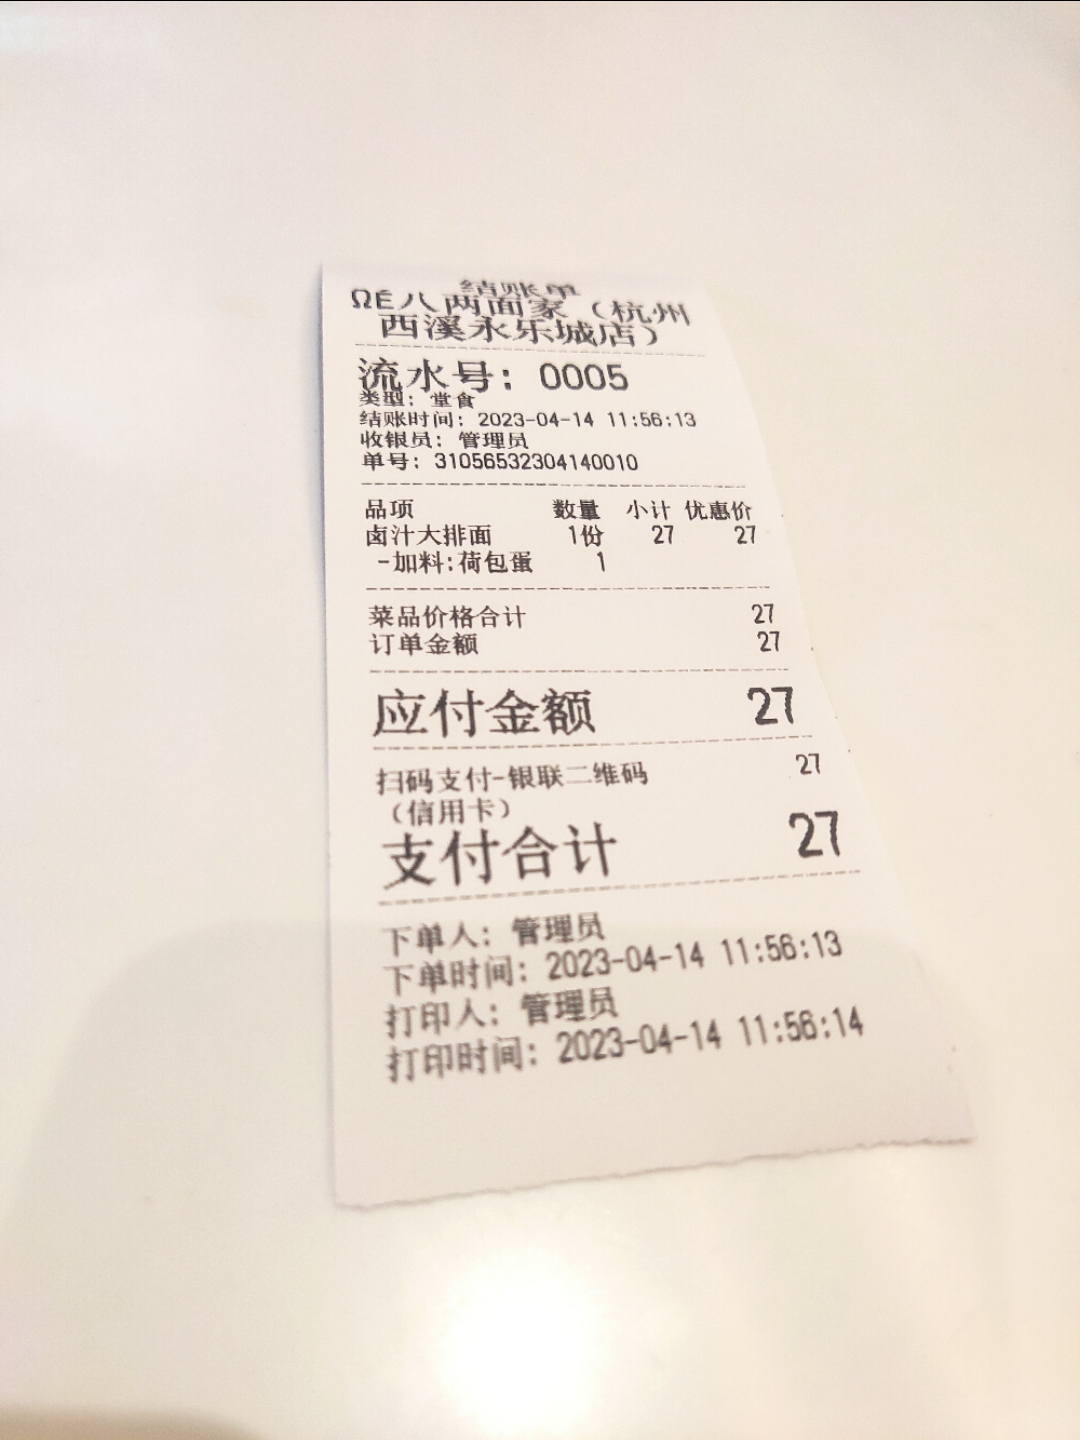 结账单
ΩE八两面家（杭州
西溪永乐城店）
流水号：0005
类型：堂食
结账时间：2023-04-14 11:56:13
收银员：管理员
单号：31056532304140010
品项 数量 小计 优惠价
卤汁大排面 1份 27 27
-加料:荷包蛋 1
菜品价格合计 27
订单金额 27
应付金额 27
扫码支付-银联二维码 27
（信用卡）
支付合计 27
下单人：管理员
下单时间：2023-04-14 11:56:13
打印人：管理员
打印时间：2023-04-14 11:56:14